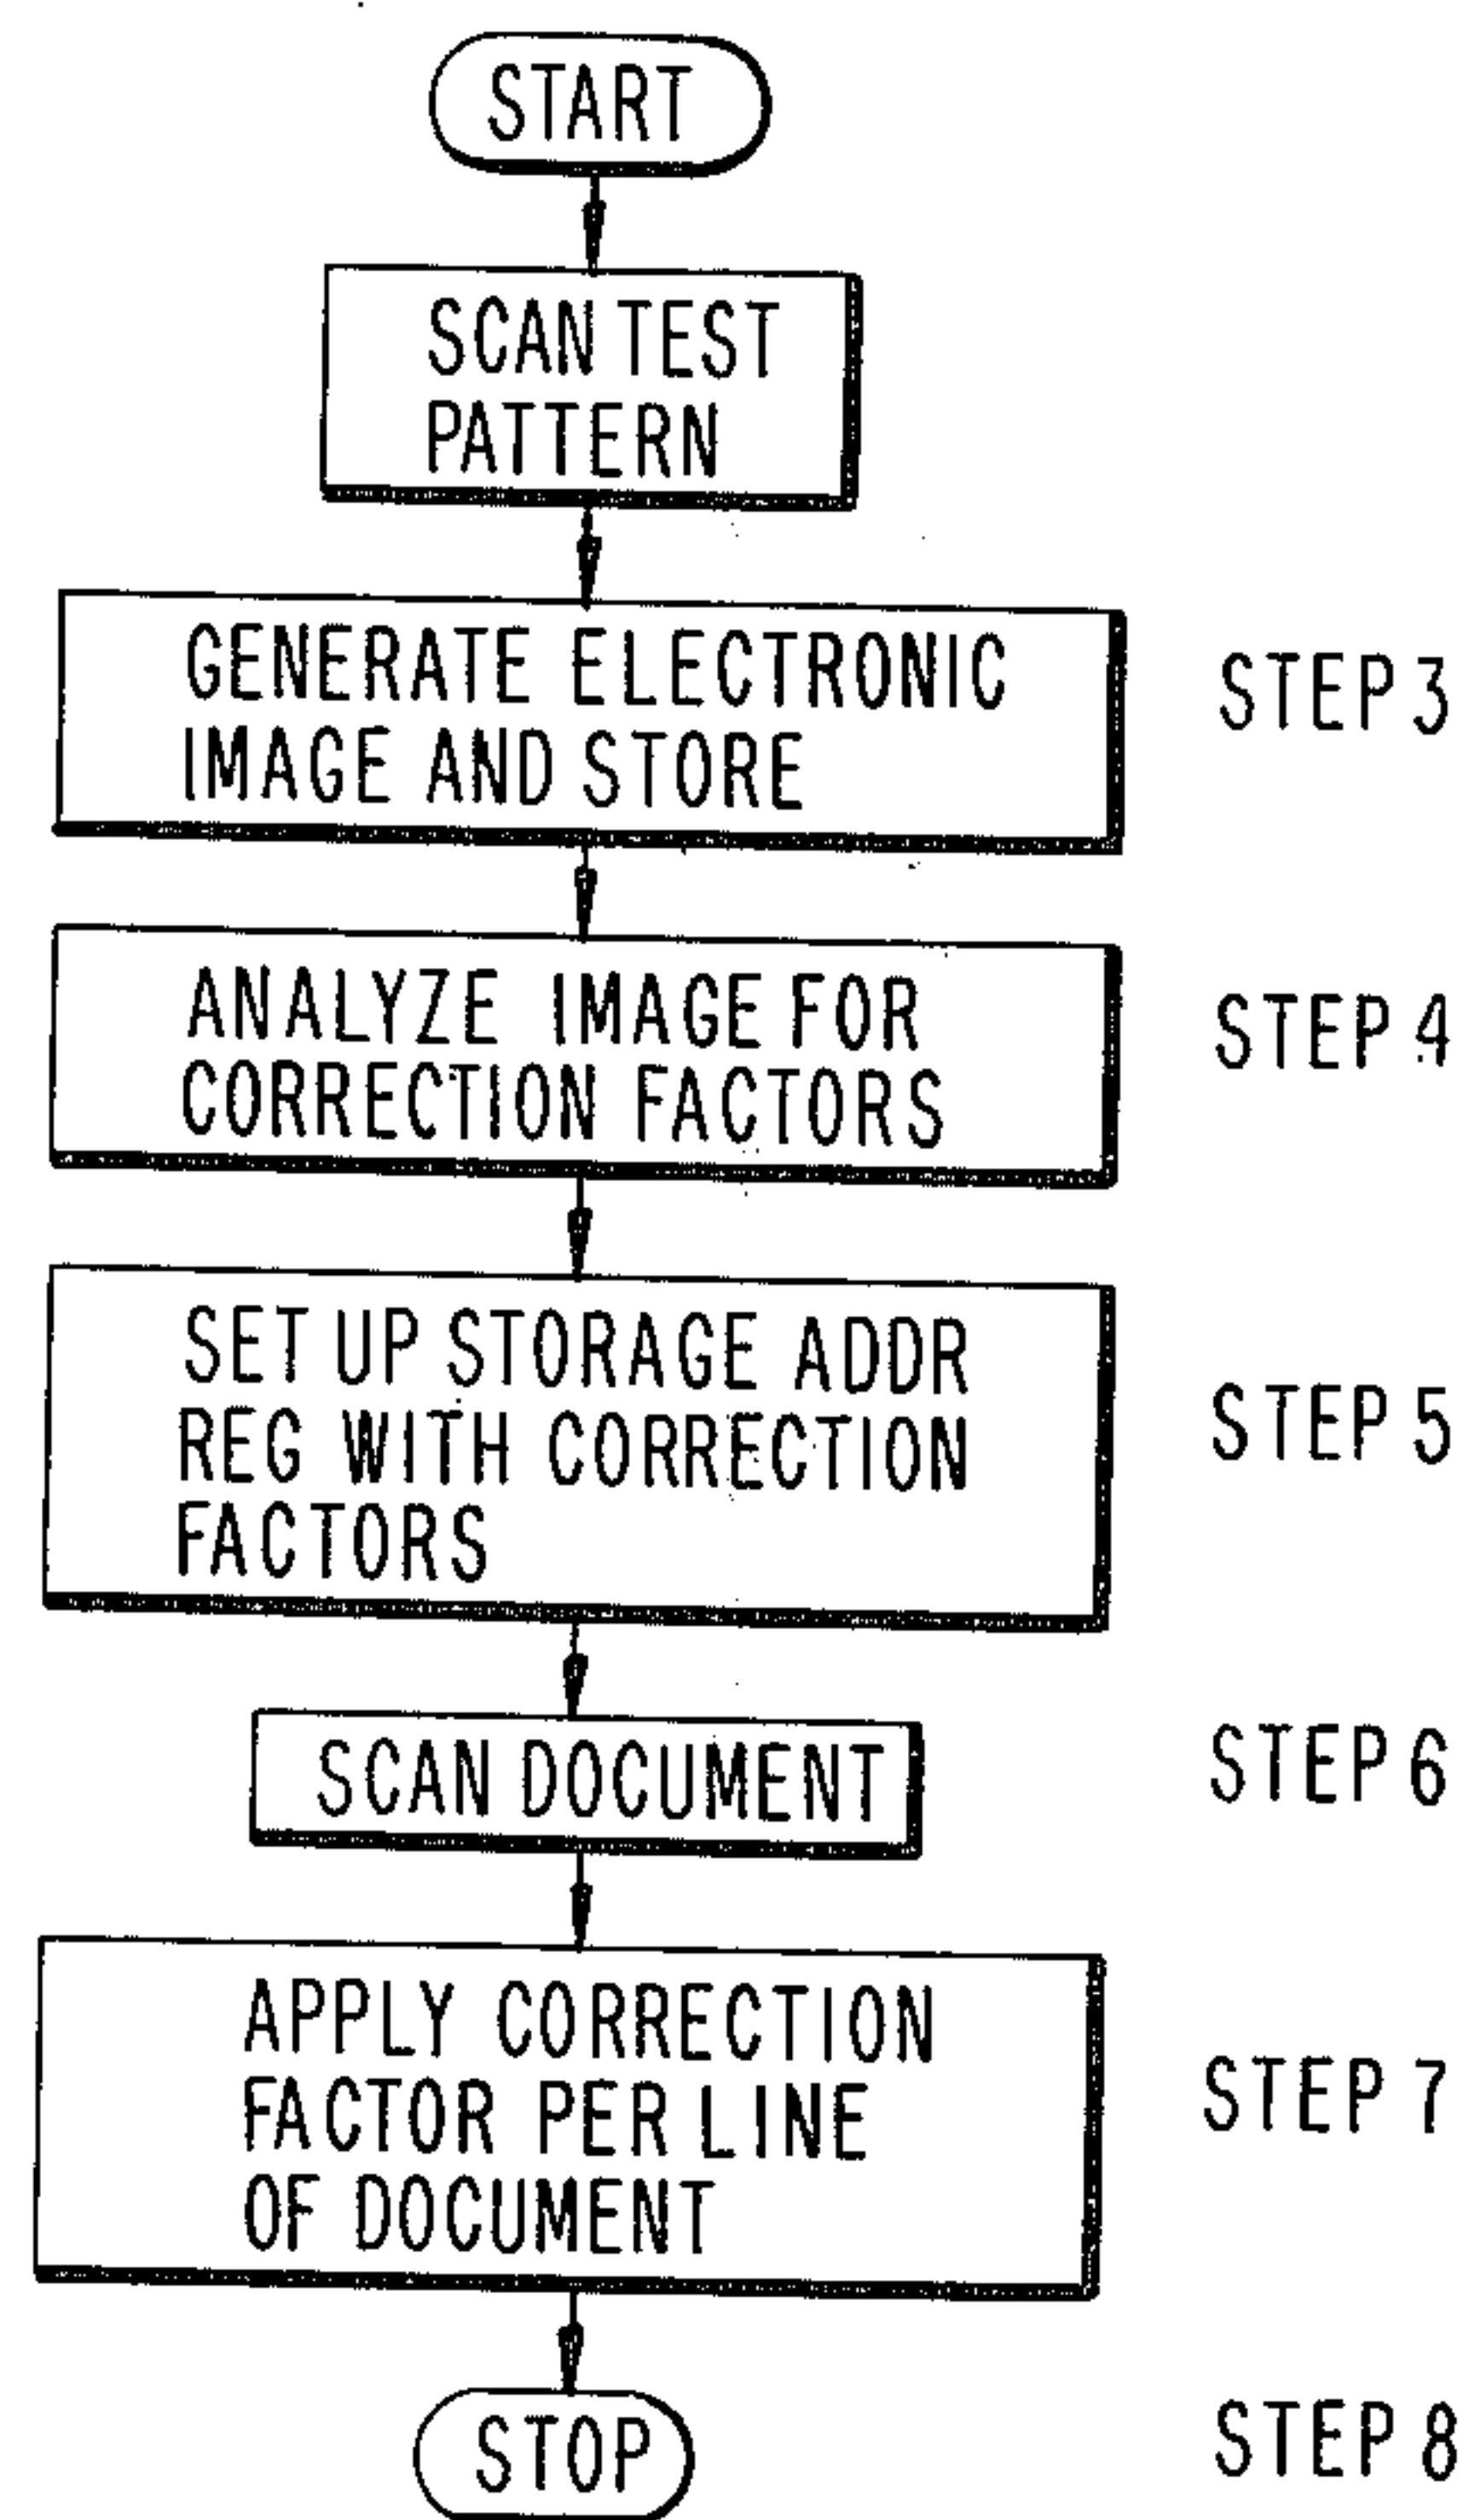 START
SCAN TEST
PATTERN
GENERATE ELECTRONIC
IMAGE AND STORE
STEP 3
ANALYZE IMAGE FOR
CORRECTION FACTORS
STEP 4
SET UP STORAGE ADDR
REG WITH CORRECTION
FACTORS
STEP 5
SCAN DOCUMENT
STEP 6
APPLY CORRECTION
FACTOR PER LINE
OF DOCUMENT
STEP 7
STOP
STEP 8